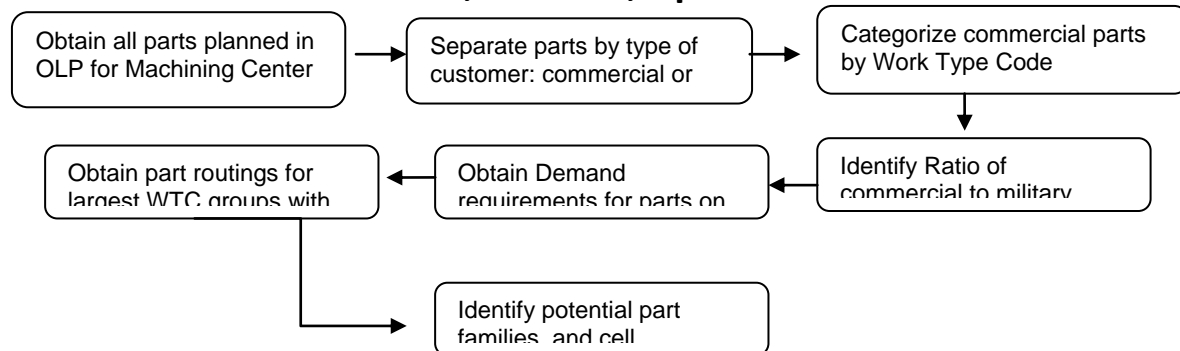 Obtain all parts planned in
OLP for Machining Center
Separate parts by type of
customer: commercial or
Categorize commercial parts
by Work Type Code
Identify Ratio of
commercial to military
Obtain Demand
requirements for parts on
Obtain part routings for
largest WTC groups with
Identify potential part
families, and cell